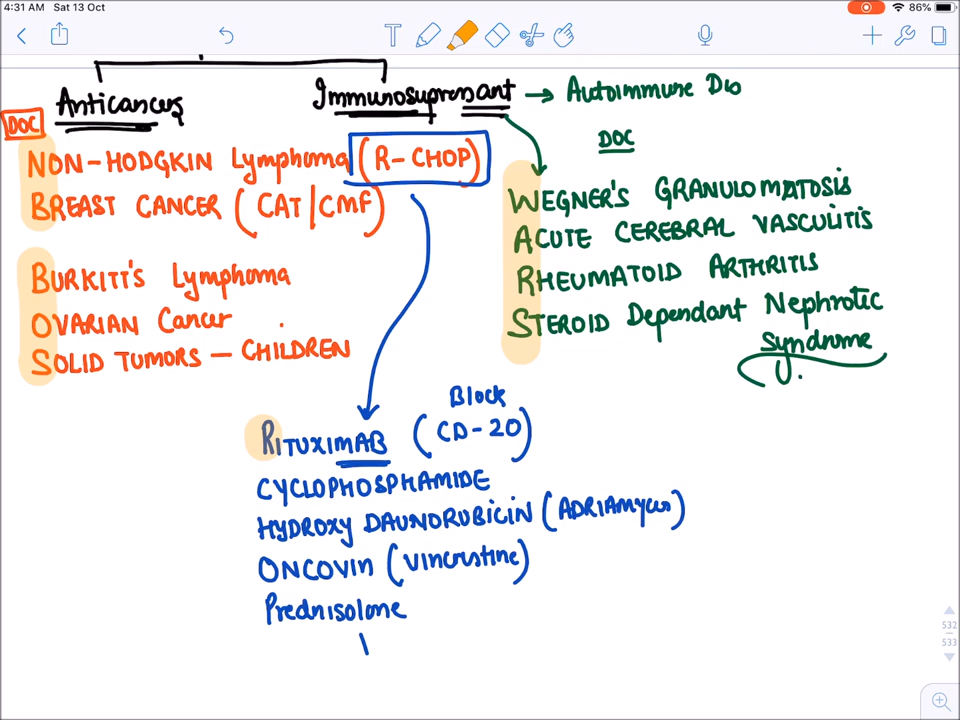 4:31 AM Sat 13 Oct
86%
T
Anticancers
Immunosupressant → Autoimmune Dis
DOC
NON-HODGKIN Lymphoma (R-CHOP)
BREAST CANCER (CAT/CMF)
BURKITT'S Lymphoma
OVARIAN Cancer
SOLID TUMORS - CHILDREN
DOC
WEGNER'S GRANULOMATOSIS
ACUTE CEREBRAL VASCULITIS
RHEUMATOID ARTHRITIS
STEROID Dependant Nephrotic
syndrome
Block
RITUXIMAB (CD-20)
CYCLOPHOSPHAMIDE
HYDROXY DAUNORUBICIN (ADRIAMYCIN)
ONCOVIN (Vincristine)
Prednisolone
532
533